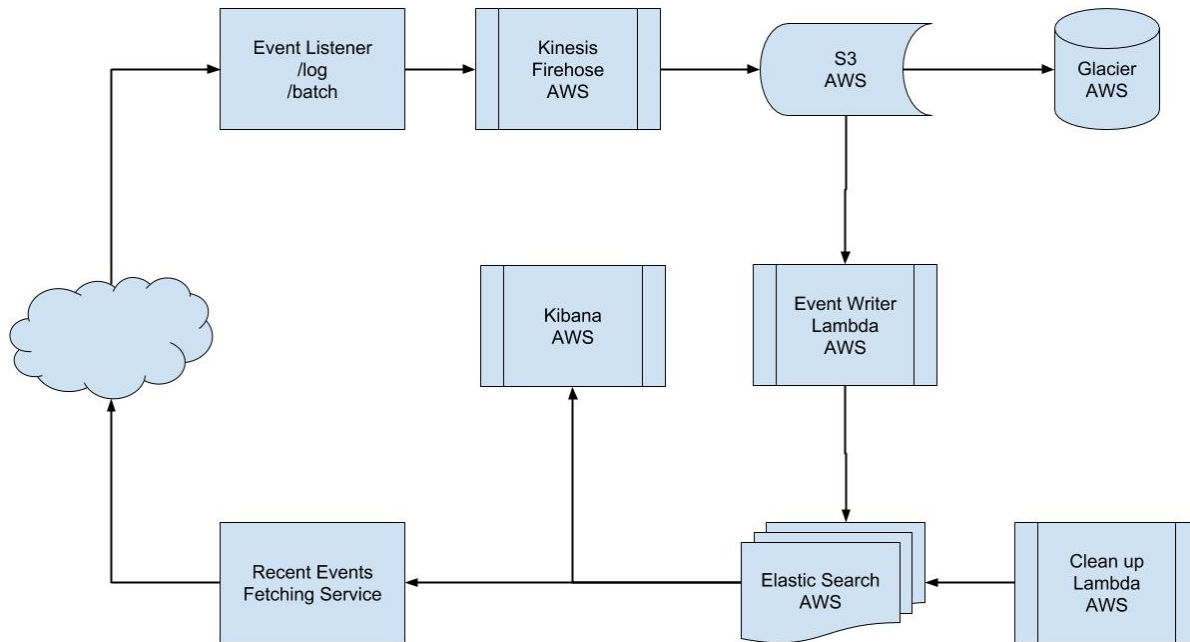 Event Listener
/log
/batch
Kinesis
Firehose
AWS
S3
AWS
Glacier
AWS
Kibana
AWS
Event Writer
Lambda
AWS
Recent Events
Fetching Service
Elastic Search
AWS
Clean up
Lambda
AWS